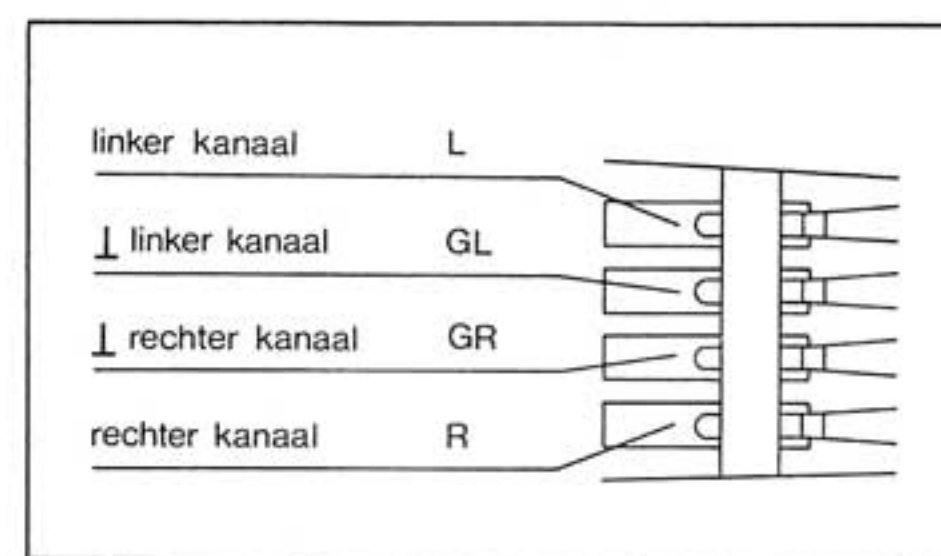 linker kanaal L
⊥ linker kanaal GL
⊥ rechter kanaal GR
rechter kanaal R